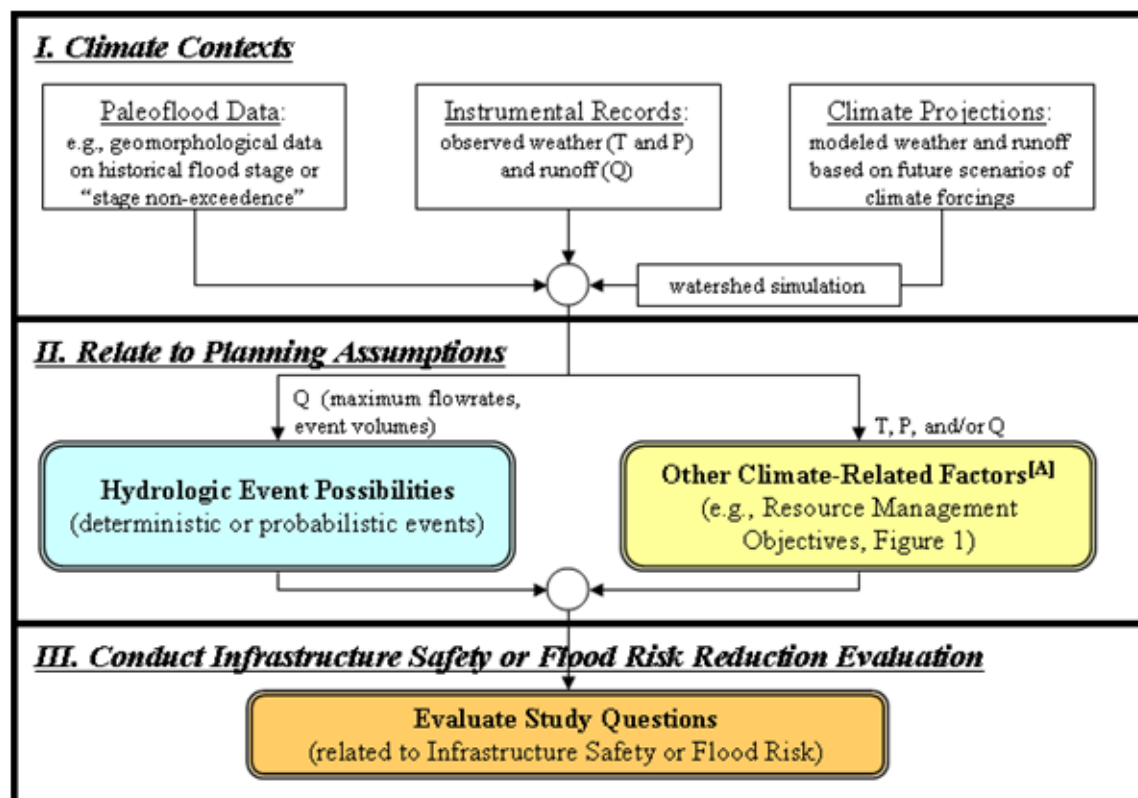 I. Climate Contexts
Paleoflood Data:
e.g., geomorphological data
on historical flood stage or
“stage non-exceedence”
Instrumental Records:
observed weather (T and P)
and runoff (Q)
Climate Projections:
modeled weather and runoff
based on future scenarios of
climate forcings
watershed simulation
II. Relate to Planning Assumptions
Q (maximum flowrates,
event volumes)
T, P, and/or Q
Hydrologic Event Possibilities
(deterministic or probabilistic events)
Other Climate-Related Factors[A]
(e.g., Resource Management
Objectives, Figure 1)
III. Conduct Infrastructure Safety or Flood Risk Reduction Evaluation
Evaluate Study Questions
(related to Infrastructure Safety or Flood Risk)